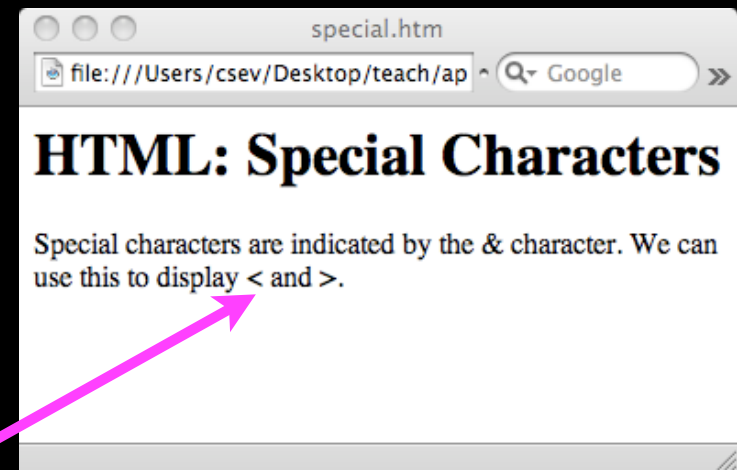 special.htm
file:///Users/csev/Desktop/teach/ap Google
HTML: Special Characters
Special characters are indicated by the & character. We can
use this to display < and >.